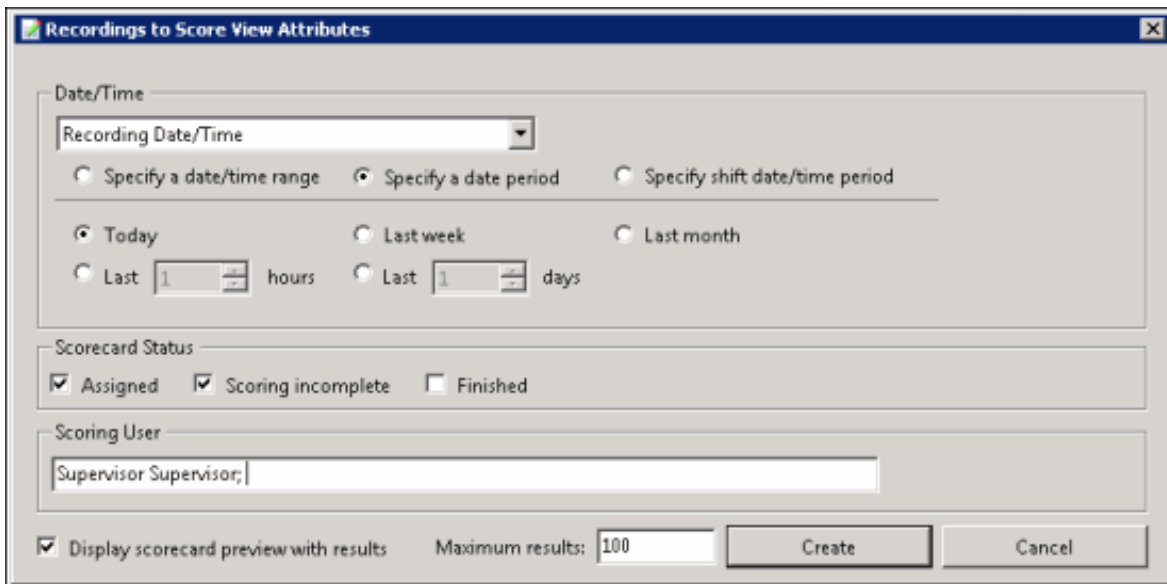 Recordings to Score View Attributes
Date/Time
Recording Date/Time
Specify a date/time range Specify a date period Specify shift date/time period
Today Last week Last month
Last 1 hours Last 1 days
Scorecard Status
Assigned Scoring incomplete Finished
Scoring User
Supervisor Supervisor;
Display scorecard preview with results Maximum results: 100 Create Cancel